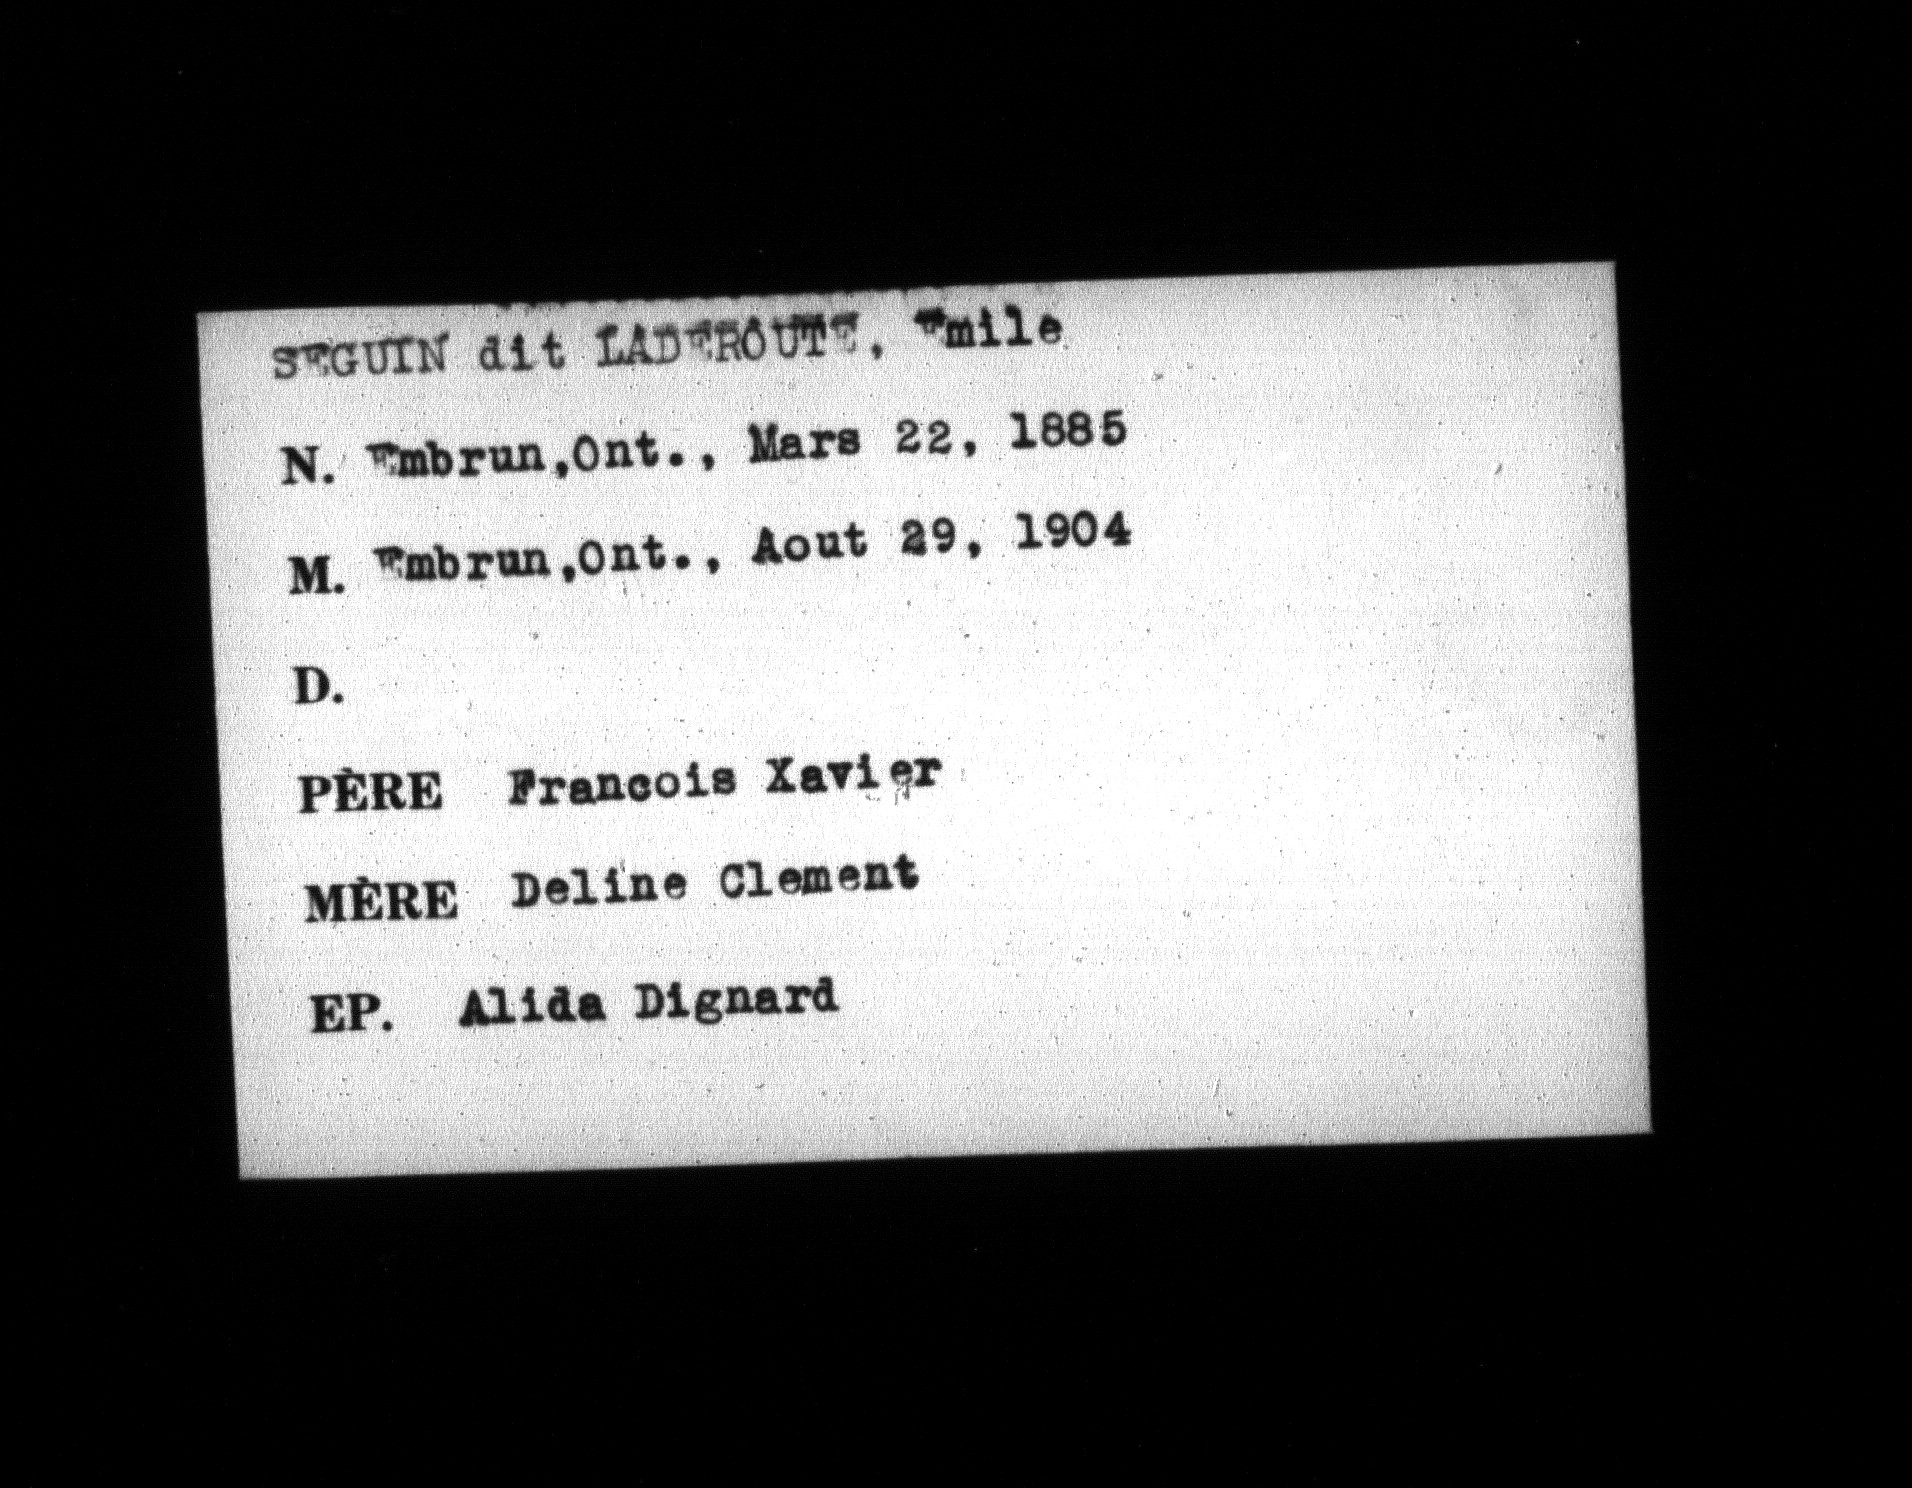 SEGUIN dit LADEROUTE, Emile
N. Embrun,Ont., Mars 22, 1885
M. Embrun,Ont., Aout 29, 1904
D.
PÈRE Francois Xavier
MÈRE Deline Clement
EP. Alida Dignard